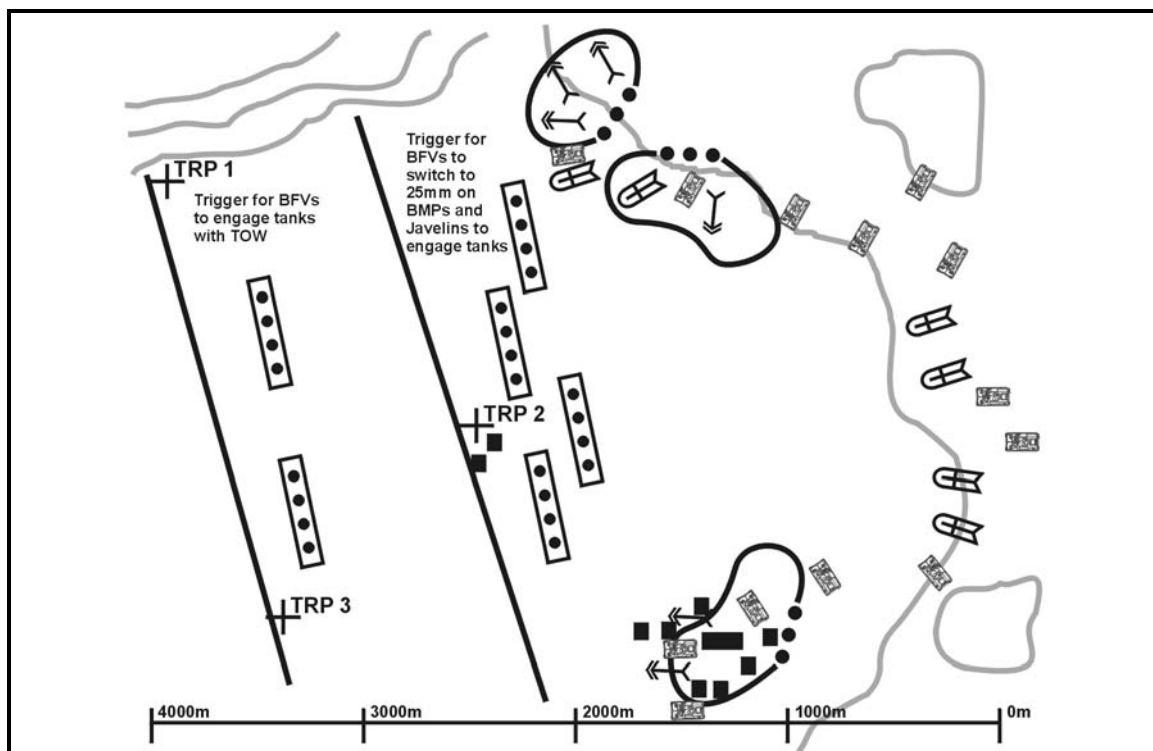 TRP 1
Trigger for BFVs
to engage tanks
with TOW
Trigger for
BFVs to
switch to
25mm on
BMPs and
Javelins to
engage tanks
TRP 2
TRP 3
4000m
3000m
2000m
1000m
0m